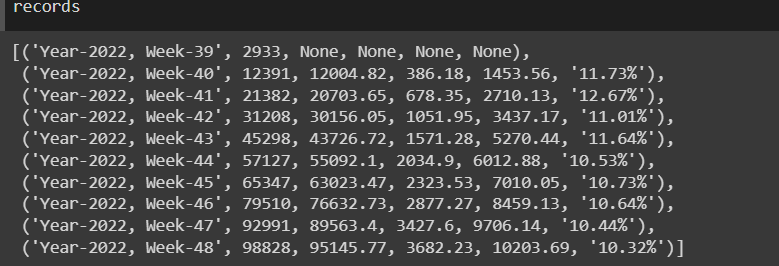 records
[('Year-2022, Week-39', 2933, None, None, None, None),
('Year-2022, Week-40', 12391, 12004.82, 386.18, 1453.56, '11.73%'),
('Year-2022, Week-41', 21382, 20703.65, 678.35, 2710.13, '12.67%'),
('Year-2022, Week-42', 31208, 30156.05, 1051.95, 3437.17, '11.01%'),
('Year-2022, Week-43', 45298, 43726.72, 1571.28, 5270.44, '11.64%'),
('Year-2022, Week-44', 57127, 55092.1, 2034.9, 6012.88, '10.53%'),
('Year-2022, Week-45', 65347, 63023.47, 2323.53, 7010.05, '10.73%'),
('Year-2022, Week-46', 79510, 76632.73, 2877.27, 8459.13, '10.64%'),
('Year-2022, Week-47', 92991, 89563.4, 3427.6, 9706.14, '10.44%'),
('Year-2022, Week-48', 98828, 95145.77, 3682.23, 10203.69, '10.32%')]